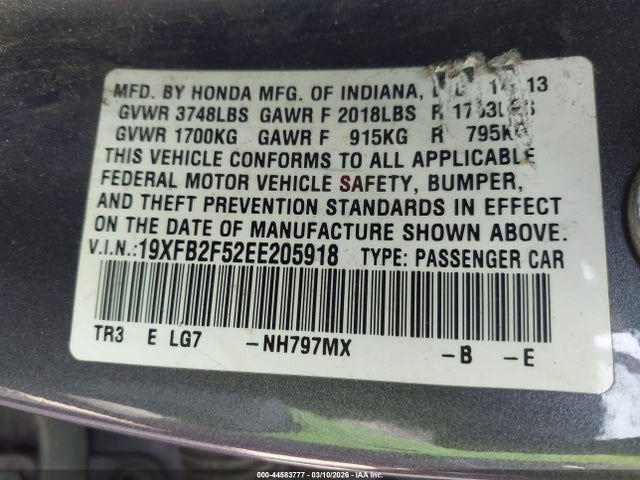 MFD. BY HONDA MFG. OF INDIANA, 13
GVWR 3748LBS GAWR F 2018LBS R
GVWR 1700KG GAWR F 915KG R 795KG
THIS VEHICLE CONFORMS TO ALL APPLICABLE
FEDERAL MOTOR VEHICLE SAFETY, BUMPER,
AND THEFT PREVENTION STANDARDS IN EFFECT
ON THE DATE OF MANUFACTURE SHOWN ABOVE.
V.I.N.:19XFB2F52EE205918 TYPE: PASSENGER CAR
TR3 E LG7 -NH797MX -B -E
000-44583777 - 03/10/2026 - IAA Inc.